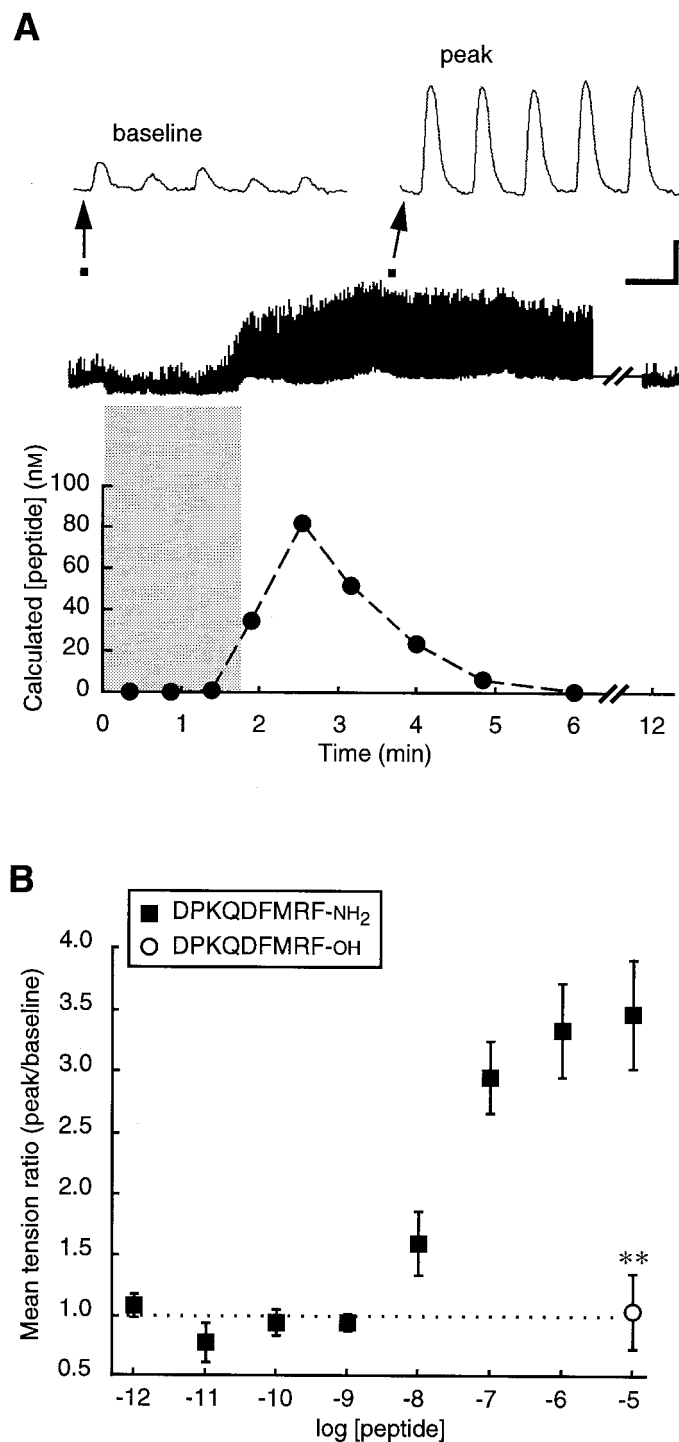 A
peak
baseline
Calculated [peptide] (nM)
100
80
60
40
20
0
0 1 2 3 4 5 6 12
Time (min)
B
DPKQDFMRF-NH2
DPKQDFMRF-OH
Mean tension ratio (peak/baseline)
4.0
3.5
3.0
2.5
2.0
1.5
1.0
0.5
**
-12 -11 -10 -9 -8 -7 -6 -5
log [peptide]